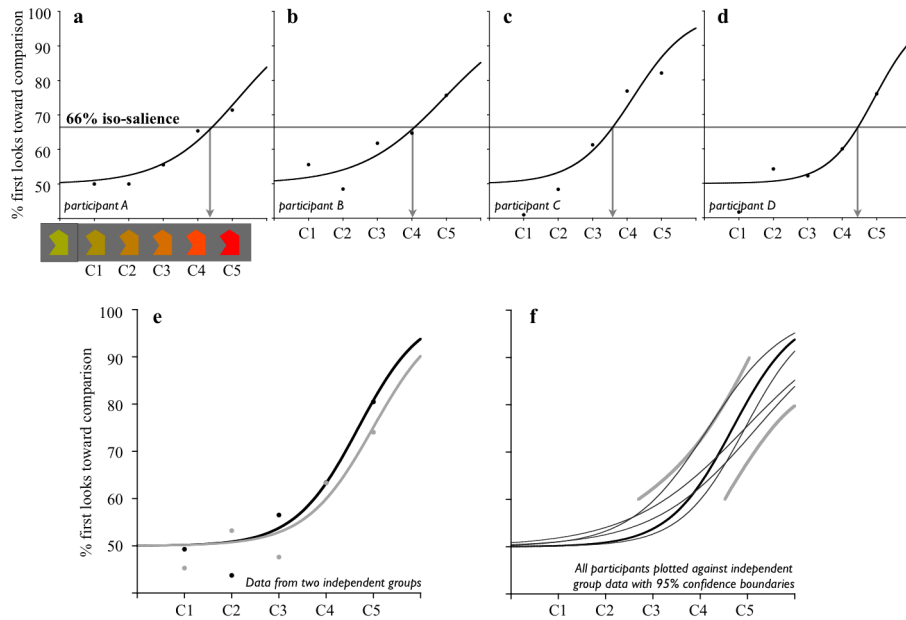 a b c d
100
90
80
70
60
50
% first looks toward comparison
66% iso-salience
participant A
participant B
participant C
participant D
C1 C2 C3 C4 C5
C1 C2 C3 C4 C5
C1 C2 C3 C4 C5
C1 C2 C3 C4 C5
e
100
90
80
70
60
50
% first looks toward comparison
Data from two independent groups
C1 C2 C3 C4 C5
f
All participants plotted against independent
group data with 95% confidence boundaries
C1 C2 C3 C4 C5